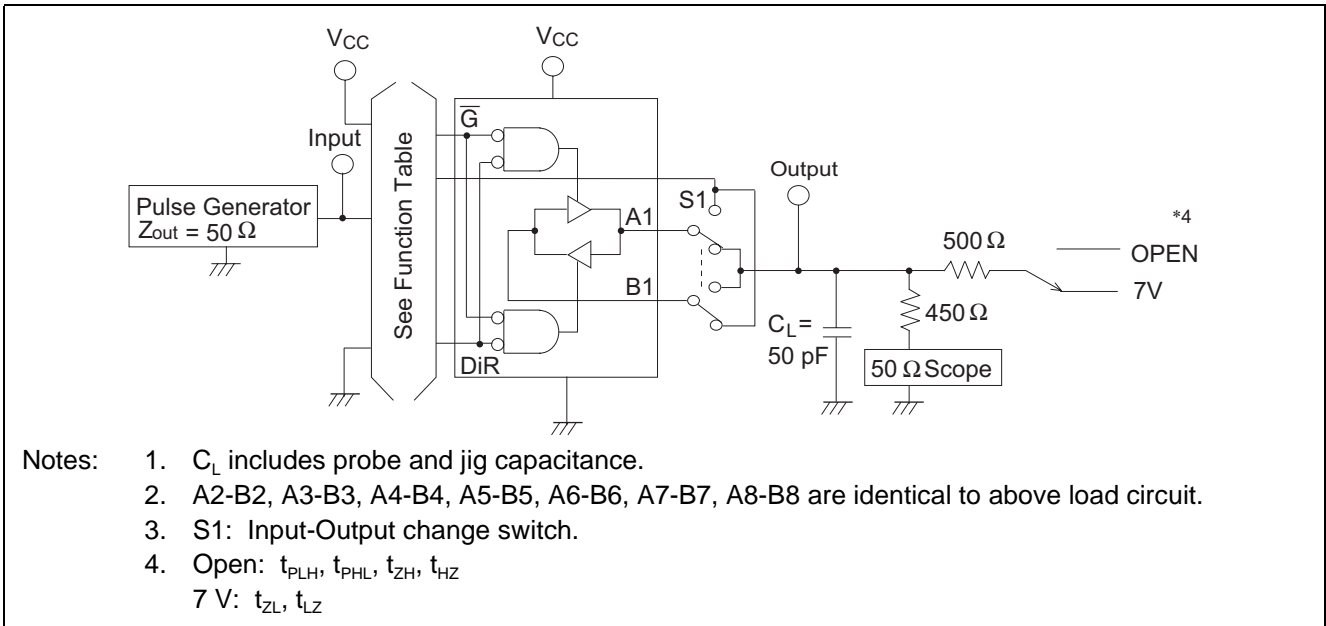 VCC
VCC
Input
Pulse Generator
Zout = 50 Ω
See Function Table
G̅
DiR
A1
B1
S1
Output
CL =
50 pF
500 Ω
450 Ω
50 Ω Scope
*4
OPEN
7V
Notes: 1. CL includes probe and jig capacitance.
2. A2-B2, A3-B3, A4-B4, A5-B5, A6-B6, A7-B7, A8-B8 are identical to above load circuit.
3. S1: Input-Output change switch.
4. Open: tPLH, tPHL, tZH, tHZ
7 V: tZL, tLZ